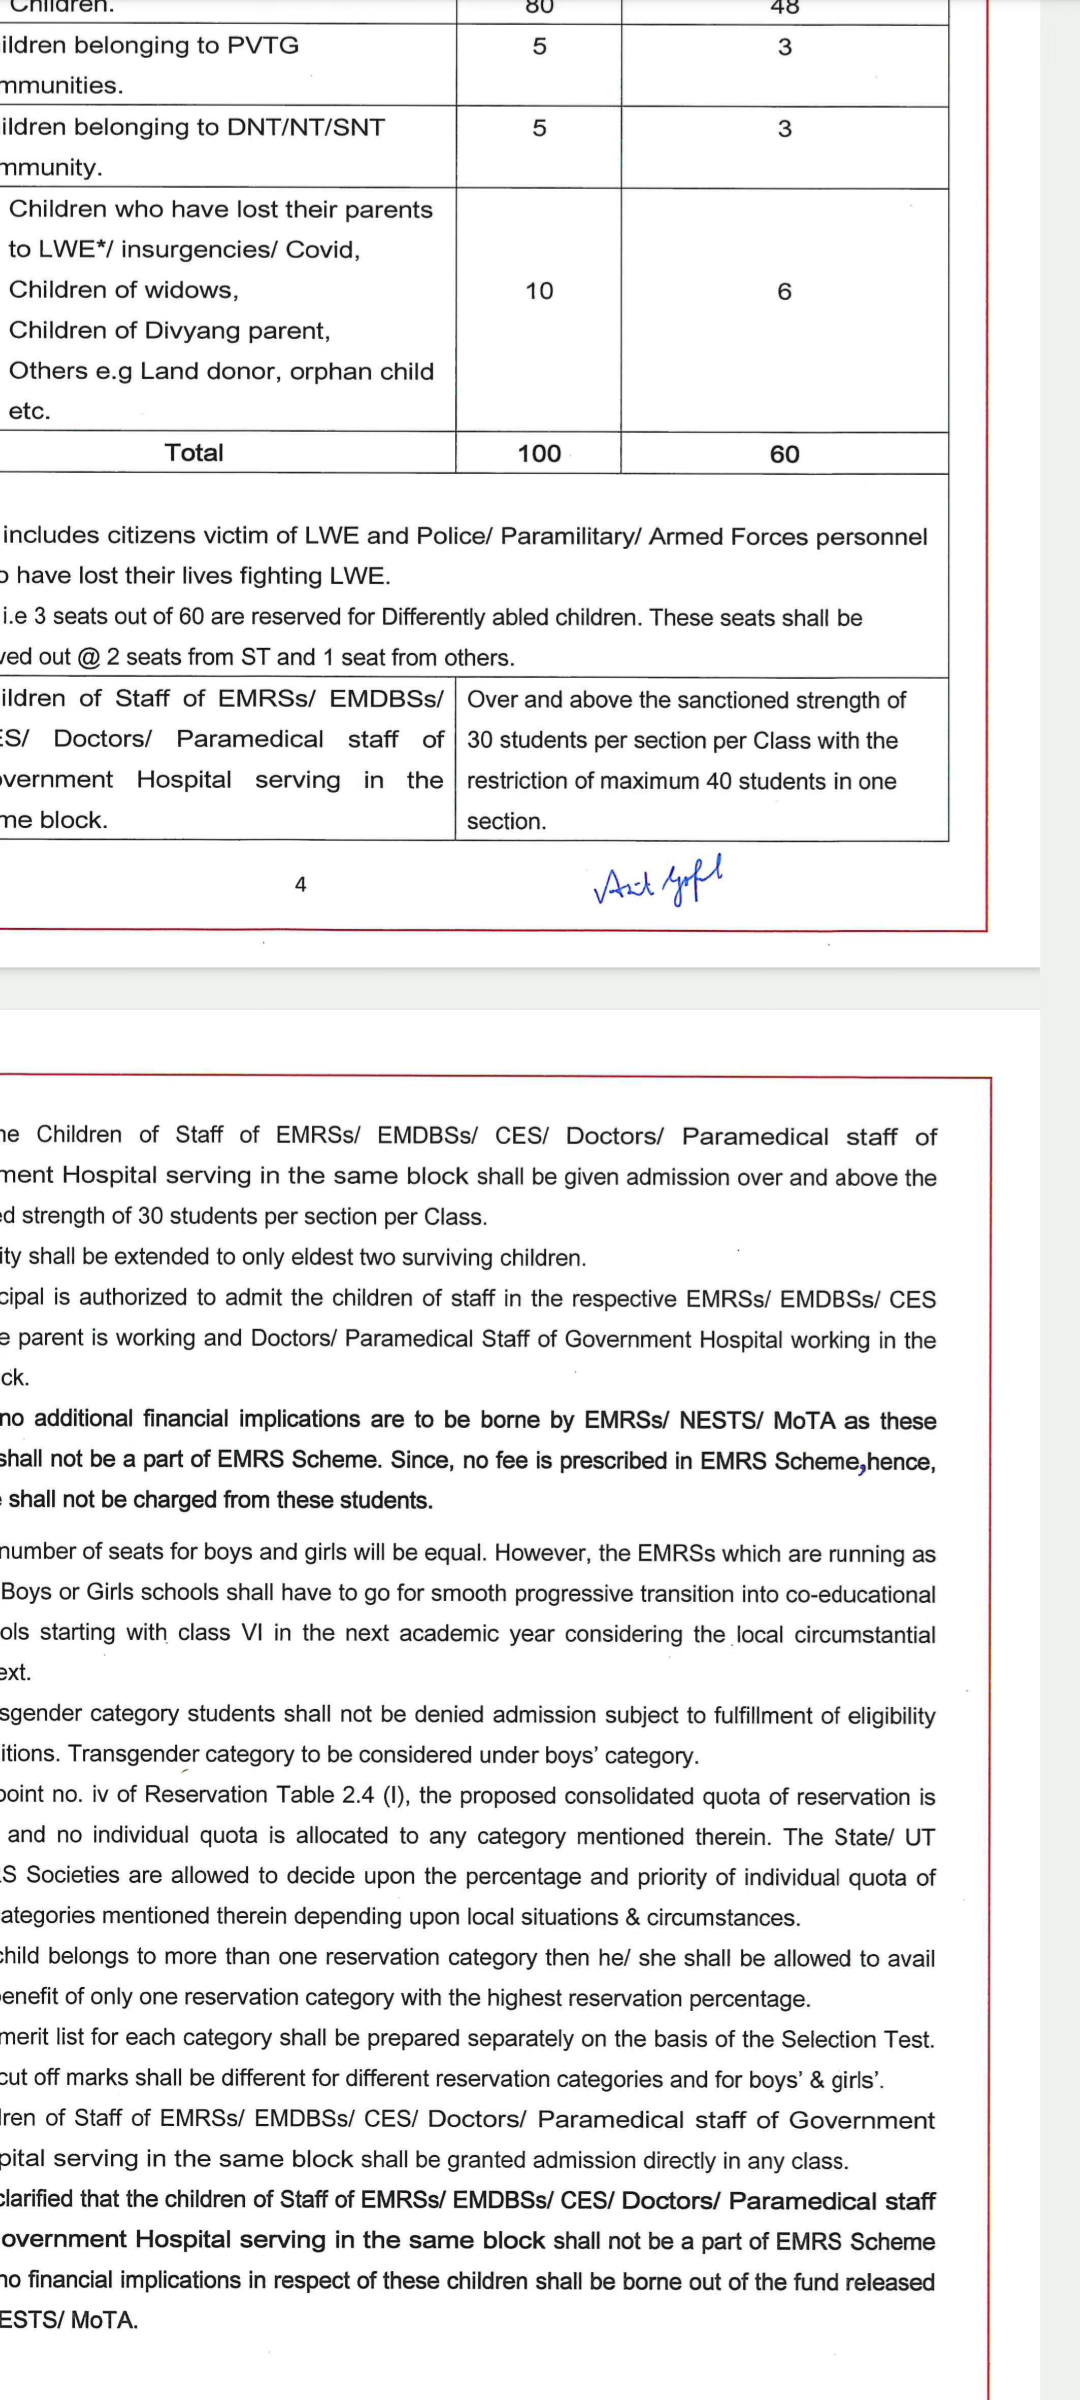 Children.
80
48
ildren belonging to PVTG
mmunities.
5
3
ildren belonging to DNT/NT/SNT
mmunity.
5
3
Children who have lost their parents
to LWE*/ insurgencies/ Covid,
Children of widows,
Children of Divyang parent,
Others e.g Land donor, orphan child
etc.
10
6
Total
100
60
includes citizens victim of LWE and Police/ Paramilitary/ Armed Forces personnel
o have lost their lives fighting LWE.
i.e 3 seats out of 60 are reserved for Differently abled children. These seats shall be
ved out @ 2 seats from ST and 1 seat from others.
ildren of Staff of EMRSs/ EMDBSs/
ES/ Doctors/ Paramedical staff of
overnment Hospital serving in the
me block.
Over and above the sanctioned strength of
30 students per section per Class with the
restriction of maximum 40 students in one
section.
4
ne Children of Staff of EMRSs/ EMDBSs/ CES/ Doctors/ Paramedical staff of
ment Hospital serving in the same block shall be given admission over and above the
ed strength of 30 students per section per Class.
ity shall be extended to only eldest two surviving children.
cipal is authorized to admit the children of staff in the respective EMRSs/ EMDBSs/ CES
e parent is working and Doctors/ Paramedical Staff of Government Hospital working in the
ck.
no additional financial implications are to be borne by EMRSs/ NESTS/ MoTA as these
shall not be a part of EMRS Scheme. Since, no fee is prescribed in EMRS Scheme,hence,
shall not be charged from these students.
number of seats for boys and girls will be equal. However, the EMRSs which are running as
Boys or Girls schools shall have to go for smooth progressive transition into co-educational
ols starting with class VI in the next academic year considering the local circumstantial
ext.
sgender category students shall not be denied admission subject to fulfillment of eligibility
itions. Transgender category to be considered under boys' category.
point no. iv of Reservation Table 2.4 (I), the proposed consolidated quota of reservation is
and no individual quota is allocated to any category mentioned therein. The State/ UT
S Societies are allowed to decide upon the percentage and priority of individual quota of
ategories mentioned therein depending upon local situations & circumstances.
child belongs to more than one reservation category then he/ she shall be allowed to avail
enefit of only one reservation category with the highest reservation percentage.
merit list for each category shall be prepared separately on the basis of the Selection Test.
cut off marks shall be different for different reservation categories and for boys' & girls'.
dren of Staff of EMRSs/ EMDBSs/ CES/ Doctors/ Paramedical staff of Government
pital serving in the same block shall be granted admission directly in any class.
clarified that the children of Staff of EMRSs/ EMDBSs/ CES/ Doctors/ Paramedical staff
overnment Hospital serving in the same block shall not be a part of EMRS Scheme
no financial implications in respect of these children shall be borne out of the fund released
ESTS/ MoTA.